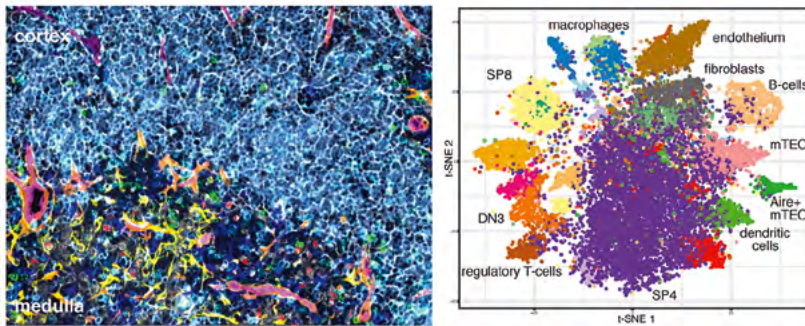 cortex
medulla
macrophages
endothelium
fibroblasts
SP8
B-cells
mTEC
Aire+
mTEC
DN3
dendritic
cells
regulatory T-cells
SP4
t-SNE 2
t-SNE 1